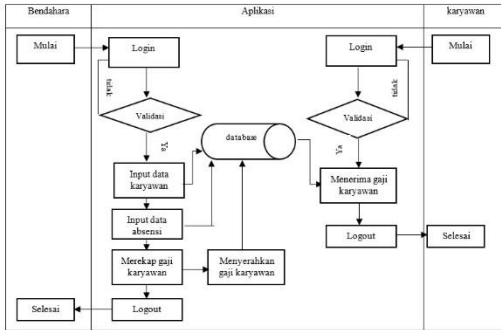 Bendahara
Aplikasi
karyawan
Mulai
Login
Login
Mulai
tidak
tidak
Validasi
Validasi
database
Ya
Ya
Input data
karyawan
Menerima gaji
karyawan
Input data
absensi
Logout
Selesai
Merekap gaji
karyawan
Menyerahkan
gaji karyawan
Selesai
Logout